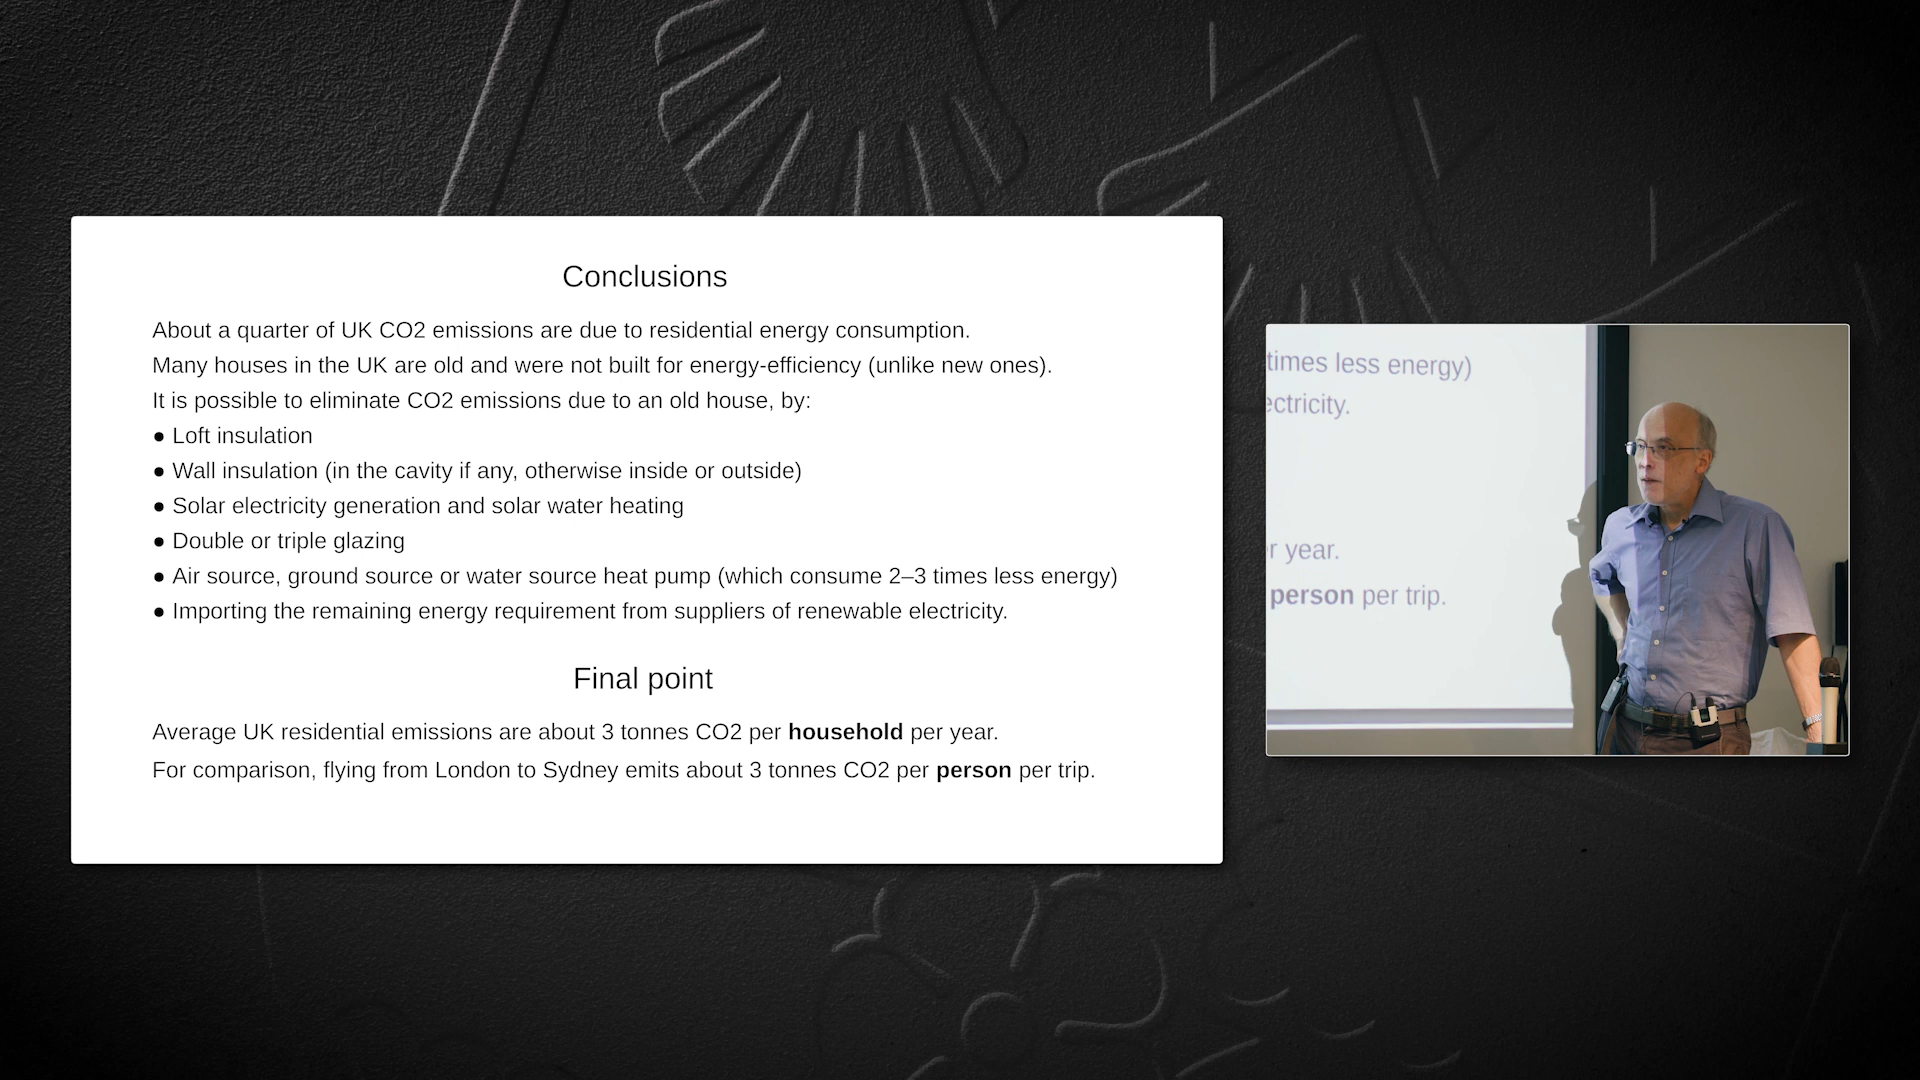 Conclusions
About a quarter of UK CO2 emissions are due to residential energy consumption.
Many houses in the UK are old and were not built for energy-efficiency (unlike new ones).
It is possible to eliminate CO2 emissions due to an old house, by:
● Loft insulation
● Wall insulation (in the cavity if any, otherwise inside or outside)
● Solar electricity generation and solar water heating
● Double or triple glazing
● Air source, ground source or water source heat pump (which consume 2–3 times less energy)
● Importing the remaining energy requirement from suppliers of renewable electricity.
Final point
Average UK residential emissions are about 3 tonnes CO2 per household per year.
For comparison, flying from London to Sydney emits about 3 tonnes CO2 per person per trip.
times less energy)
ectricity.
r year.
person per trip.